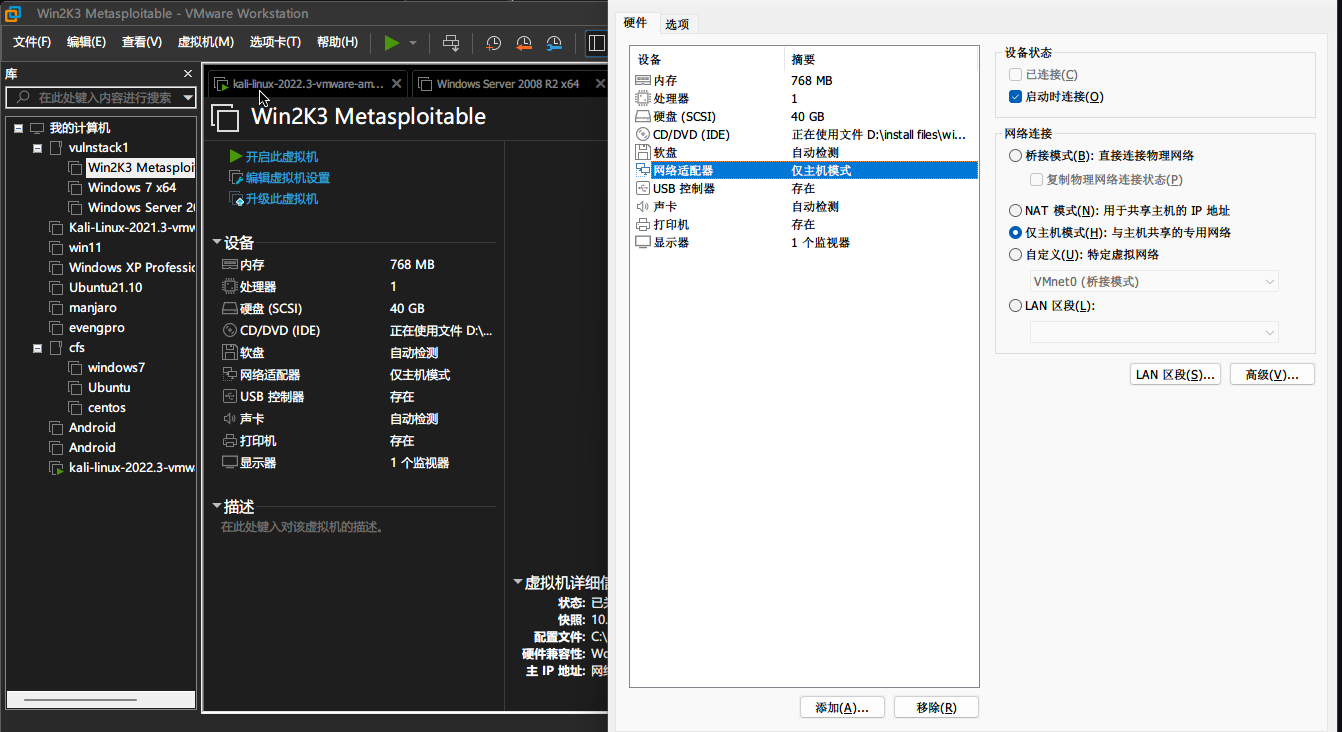 Win2K3 Metasploitable - VMware Workstation
文件(F) 编辑(E) 查看(V) 虚拟机(M) 选项卡(T) 帮助(H)
库
在此处键入内容进行搜索
我的计算机
vulnstack1
Win2K3 Metasploi
Windows 7 x64
Windows Server 20
Kali-Linux-2021.3-vmw
win11
Windows XP Professio
Ubuntu21.10
manjaro
evengpro
cfs
windows7
Ubuntu
centos
Android
Android
kali-linux-2022.3-vmwa
kali-linux-2022.3-vmware-am... Windows Server 2008 R2 x64
Win2K3 Metasploitable
开启此虚拟机
编辑虚拟机设置
升级此虚拟机
设备
内存 768 MB
处理器 1
硬盘 (SCSI) 40 GB
CD/DVD (IDE) 正在使用文件 D:\...
软盘 自动检测
网络适配器 仅主机模式
USB 控制器 存在
声卡 自动检测
打印机 存在
显示器 1 个监视器
描述
在此处键入对该虚拟机的描述。
虚拟机详细信
状态: 已关
快照: 10.
配置文件: C:\
硬件兼容性: Wo
主 IP 地址: 网络
硬件 选项
设备 摘要
内存 768 MB
处理器 1
硬盘 (SCSI) 40 GB
CD/DVD (IDE) 正在使用文件 D:\install files\wi...
软盘 自动检测
网络适配器 仅主机模式
USB 控制器 存在
声卡 自动检测
打印机 存在
显示器 1 个监视器
添加(A)... 移除(R)
设备状态
已连接(C)
启动时连接(O)
网络连接
桥接模式(B): 直接连接物理网络
复制物理网络连接状态(P)
NAT 模式(N): 用于共享主机的 IP 地址
仅主机模式(H): 与主机共享的专用网络
自定义(U): 特定虚拟网络
VMnet0 (桥接模式)
LAN 区段(L):
LAN 区段(S)... 高级(V)...